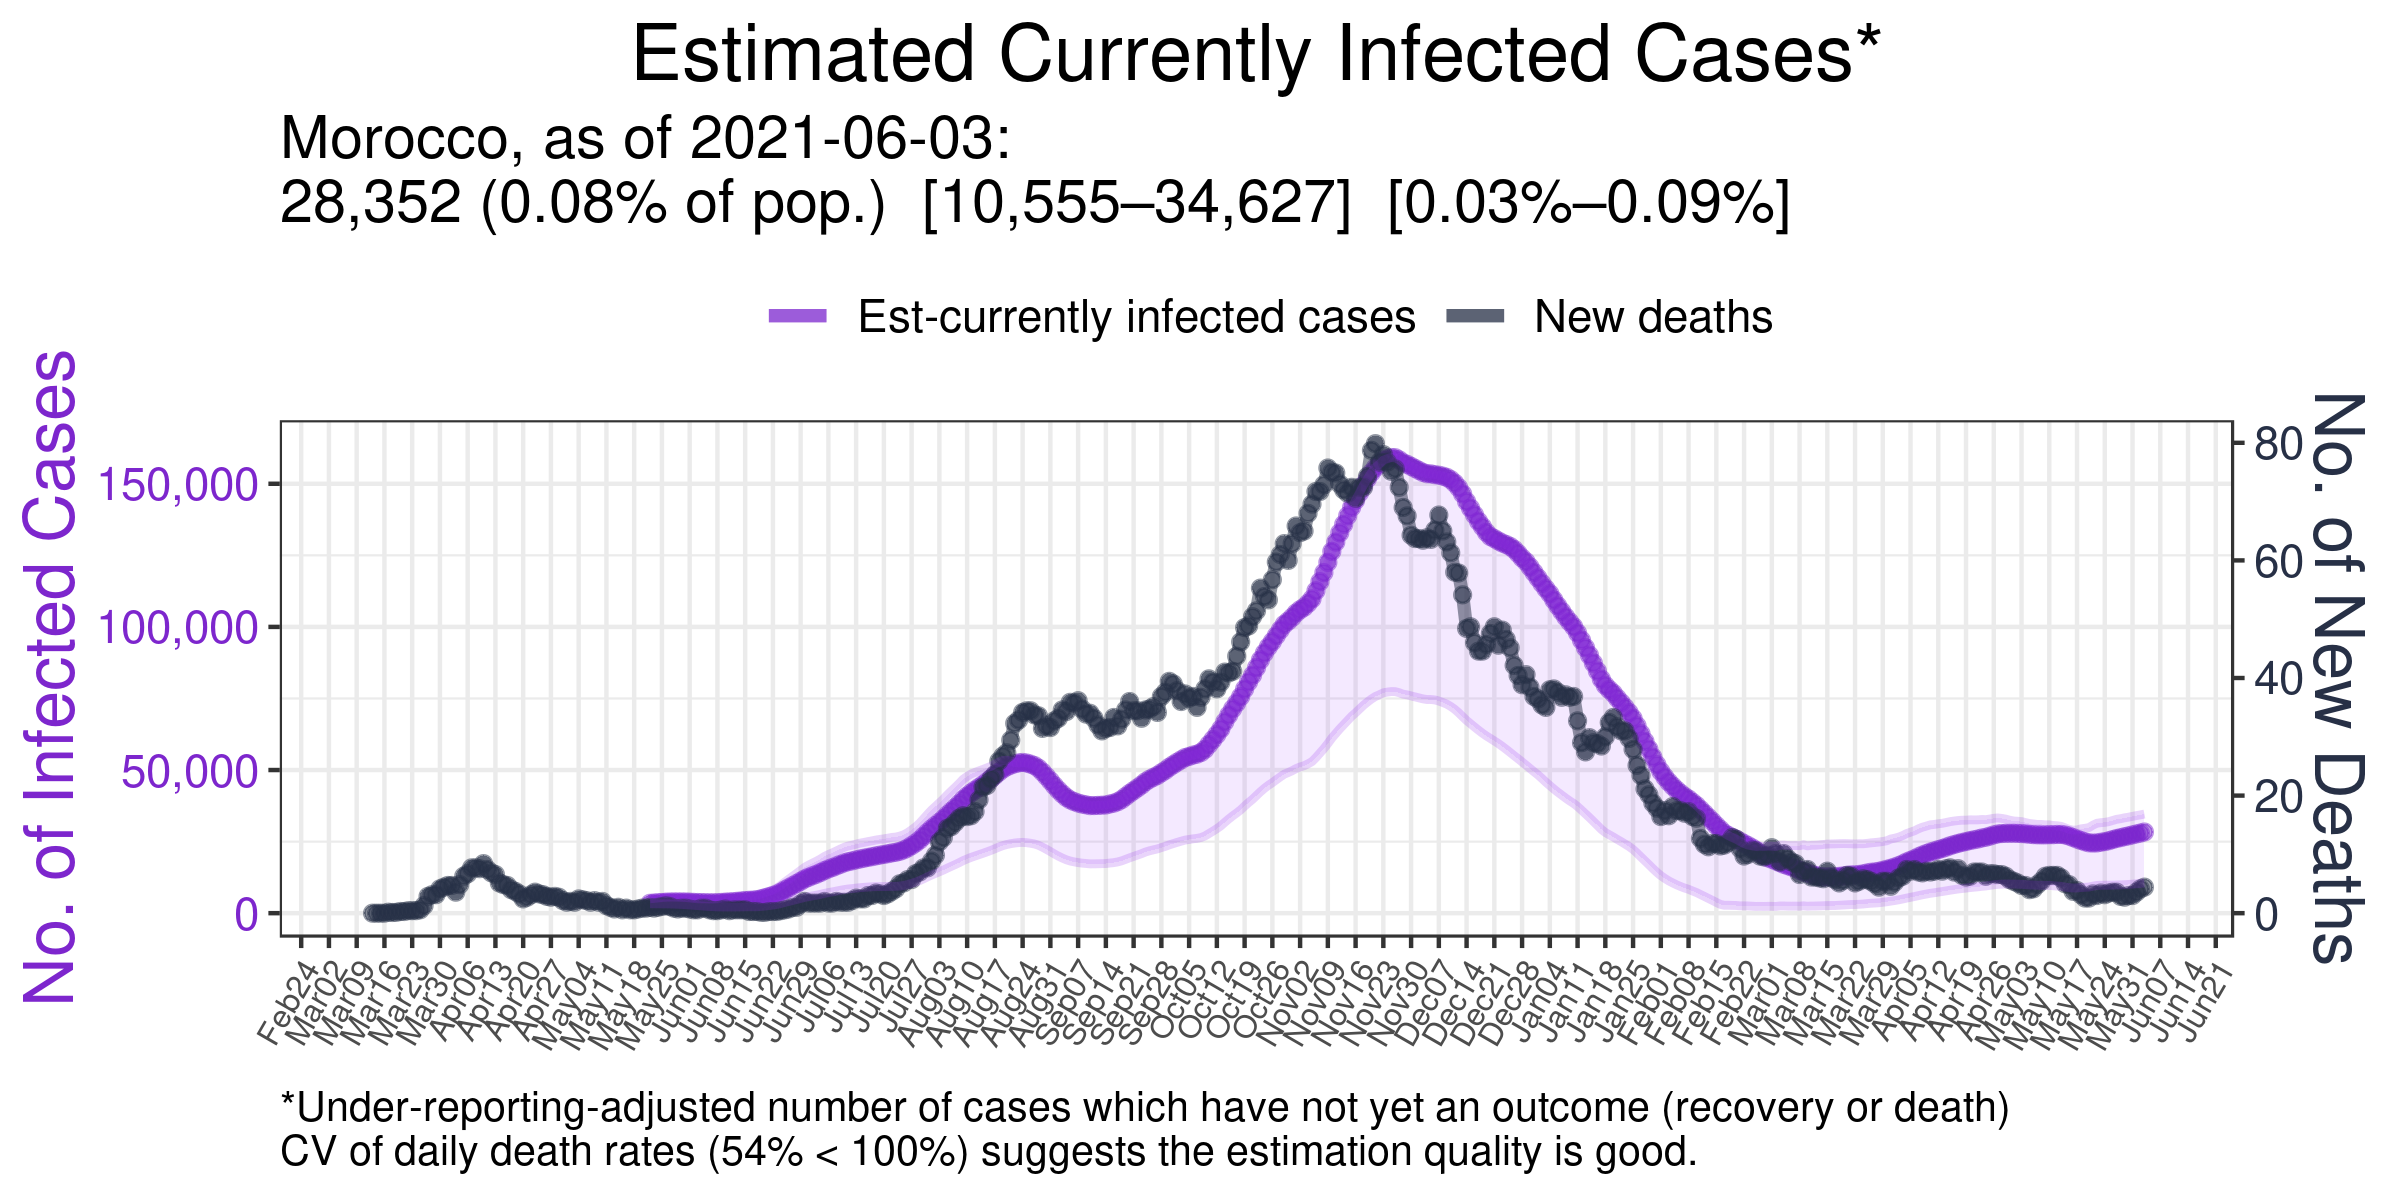 Estimated Currently Infected Cases*
Morocco, as of 2021-06-03:
28,352 (0.08% of pop.)  [10,555–34,627]  [0.03%–0.09%]
Est-currently infected cases
New deaths
No. of Infected Cases
150,000
100,000
50,000
0
80
60
40
20
0
No. of New Deaths
Feb24
Mar02
Mar09
Mar16
Mar23
Mar30
Apr06
Apr13
Apr20
Apr27
May04
May11
May18
May25
Jun01
Jun08
Jun15
Jun22
Jun29
Jul06
Jul13
Jul20
Jul27
Aug03
Aug10
Aug17
Aug24
Aug31
Sep07
Sep14
Sep21
Sep28
Oct05
Oct12
Oct19
Oct26
Nov02
Nov09
Nov16
Nov23
Nov30
Dec07
Dec14
Dec21
Dec28
Jan04
Jan11
Jan18
Jan25
Feb01
Feb08
Feb15
Feb22
Mar01
Mar08
Mar15
Mar22
Mar29
Apr05
Apr12
Apr19
Apr26
May03
May10
May17
May24
May31
Jun07
Jun14
Jun21
*Under-reporting-adjusted number of cases which have not yet an outcome (recovery or death)
CV of daily death rates (54% < 100%) suggests the estimation quality is good.